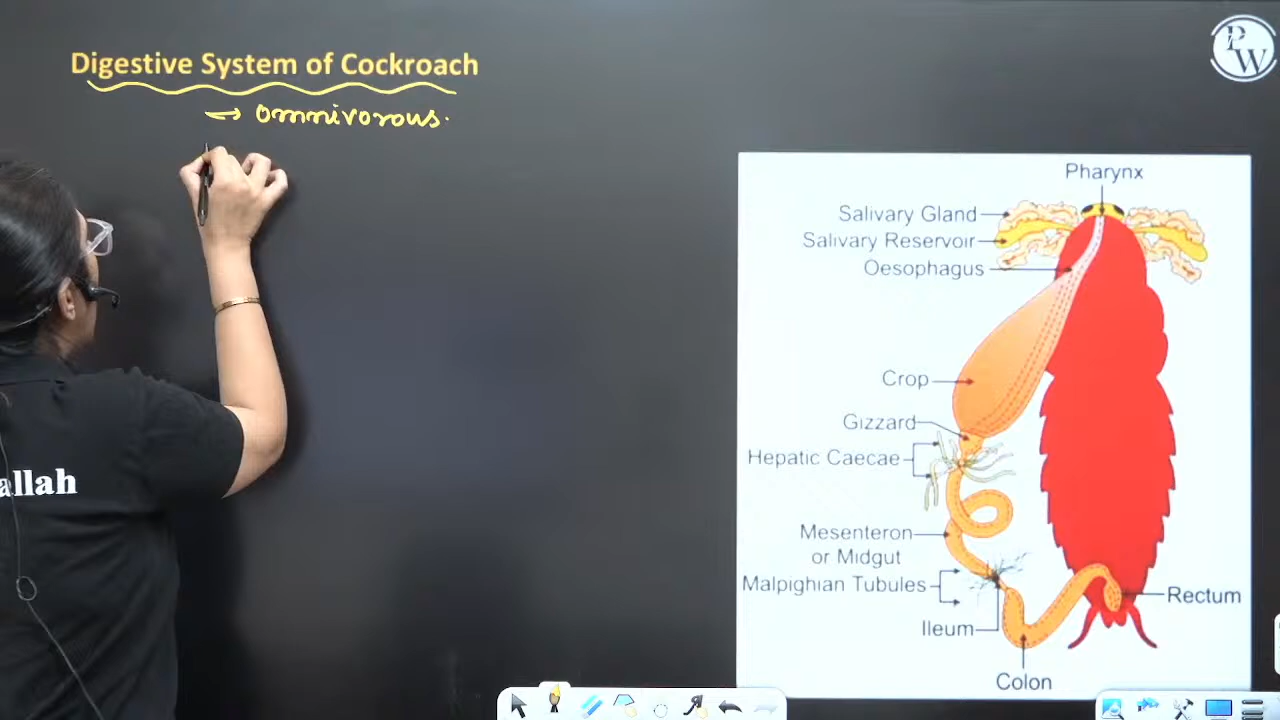 Digestive System of Cockroach
→ omnivorous.
PW
allah
Pharynx
Salivary Gland
Salivary Reservoir
Oesophagus
Crop
Gizzard
Hepatic Caecae
Mesenteron
or Midgut
Malpighian Tubules
Ileum
Colon
Rectum